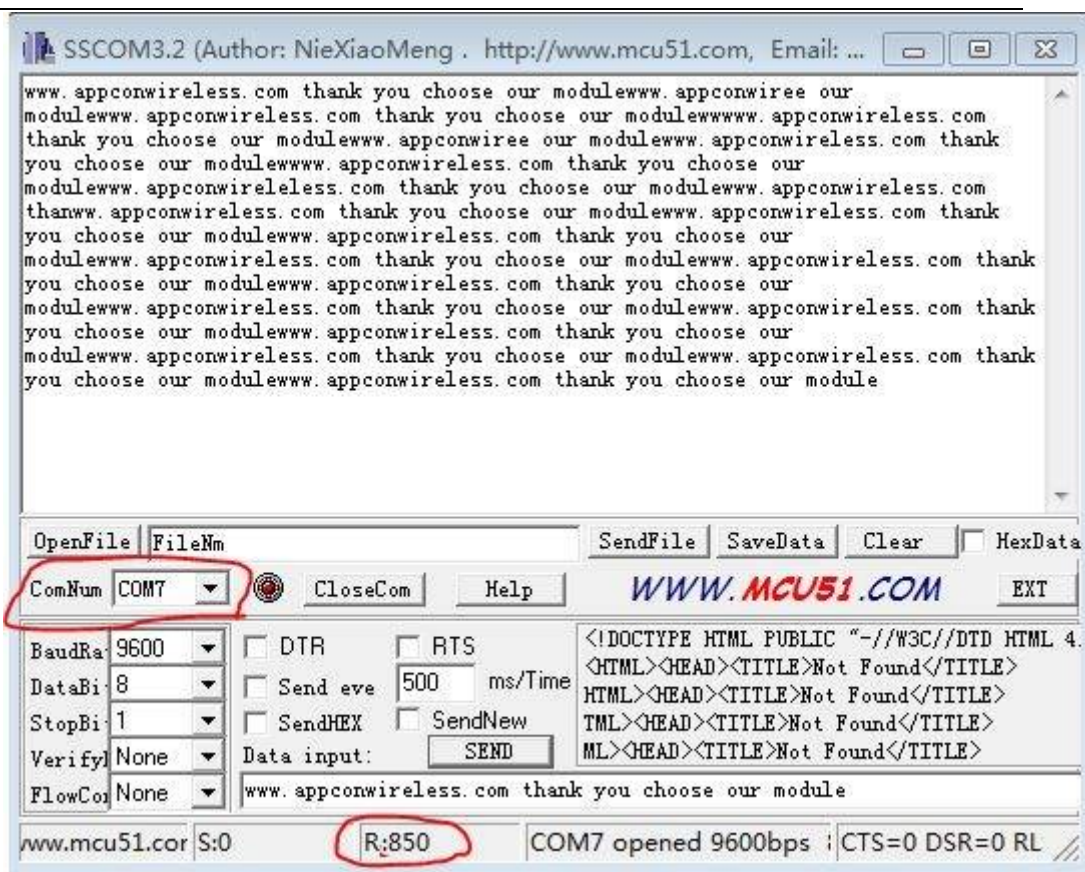 SSCOM3.2 (Author: NieXiaoMeng . http://www.mcu51.com, Email: ...
www.appconwireless.com thank you choose our modulewww.appconwiree our
modulewww.appconwireless.com thank you choose our modulewwwww.appconwireless.com
thank you choose our modulewww.appconwiree our modulewww.appconwireless.com thank
you choose our modulewwww.appconwireless.com thank you choose our
modulewww.appconwireleless.com thank you choose our modulewww.appconwireless.com
thanww.appconwireless.com thank you choose our modulewww.appconwireless.com thank
you choose our modulewww.appconwireless.com thank you choose our
modulewww.appconwireless.com thank you choose our modulewww.appconwireless.com thank
you choose our modulewww.appconwireless.com thank you choose our
modulewww.appconwireless.com thank you choose our modulewww.appconwireless.com thank
you choose our modulewww.appconwireless.com thank you choose our
modulewww.appconwireless.com thank you choose our modulewww.appconwireless.com thank
you choose our modulewww.appconwireless.com thank you choose our module
OpenFile FileNm SendFile SaveData Clear HexData
ComNum COM7 CloseCom Help WWW.MCU51.COM EXT
BaudRa 9600 DTR RTS <!DOCTYPE HTML PUBLIC "-//W3C//DTD HTML 4.
<HTML><HEAD><TITLE>Not Found</TITLE>
DataBi 8 Send eve 500 ms/Time HTML><HEAD><TITLE>Not Found</TITLE>
StopBi 1 SendHEX SendNew TML><HEAD><TITLE>Not Found</TITLE>
Verify None Data input: SEND ML><HEAD><TITLE>Not Found</TITLE>
FlowCo None www.appconwireless.com thank you choose our module
www.mcu51.cor S:0 R:850 COM7 opened 9600bps CTS=0 DSR=0 RL